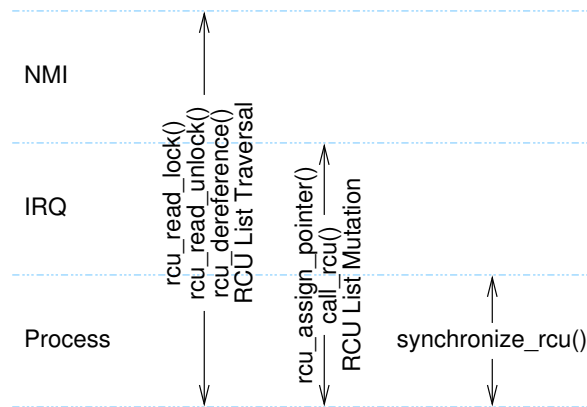 NMI
rcu_read_lock()
rcu_read_unlock()
rcu_dereference()
RCU List Traversal
IRQ
rcu_assign_pointer()
call_rcu()
RCU List Mutation
Process
synchronize_rcu()